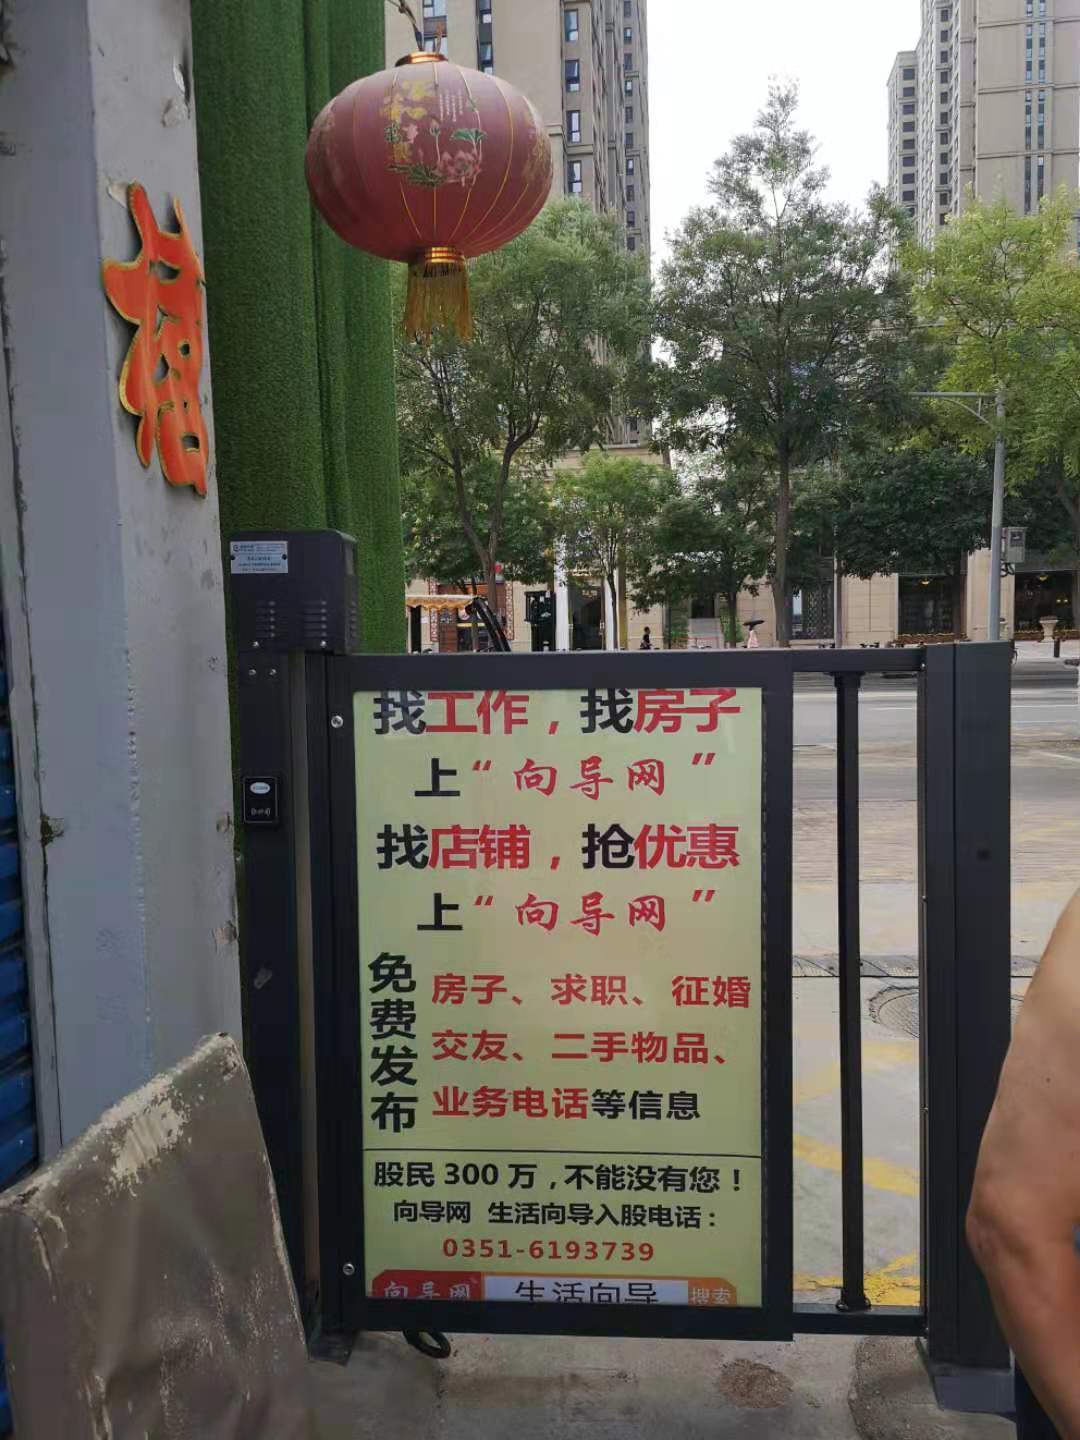 家和
福
找工作，找房子
上“向导网”
找店铺，抢优惠
上“向导网”
免费发布
房子、求职、征婚
交友、二手物品、
业务电话等信息
股民300万，不能没有您！
向导网 生活向导入股电话：
0351-6193739
向导网 生活向导 搜索